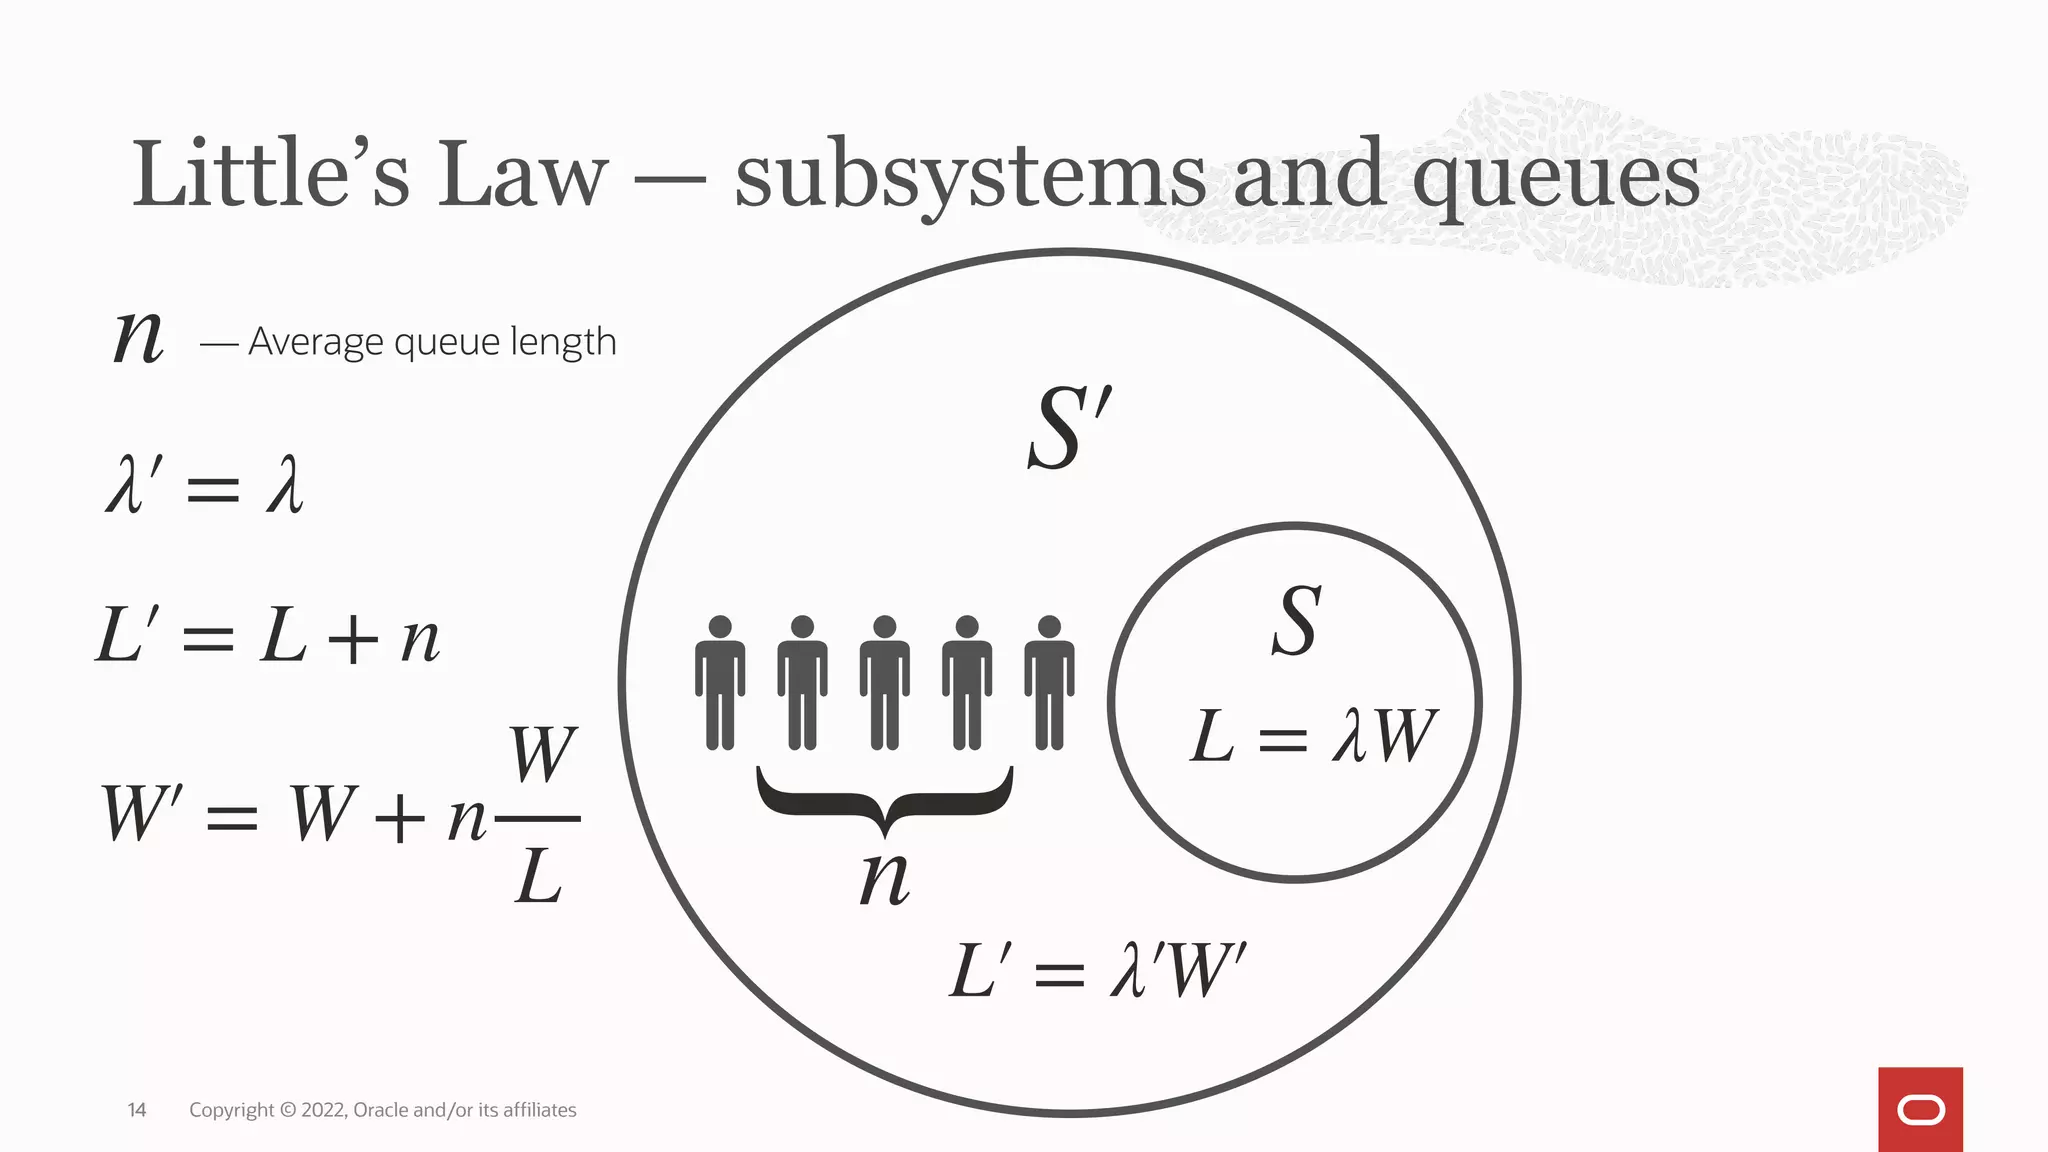 Little’s Law — subsystems and queues
n — Average queue length
λ′ = λ
L′ = L + n
W′ = W + n W/L
S′
S
L = λW
n
L′ = λ′W′
14 Copyright © 2022, Oracle and/or its affiliates